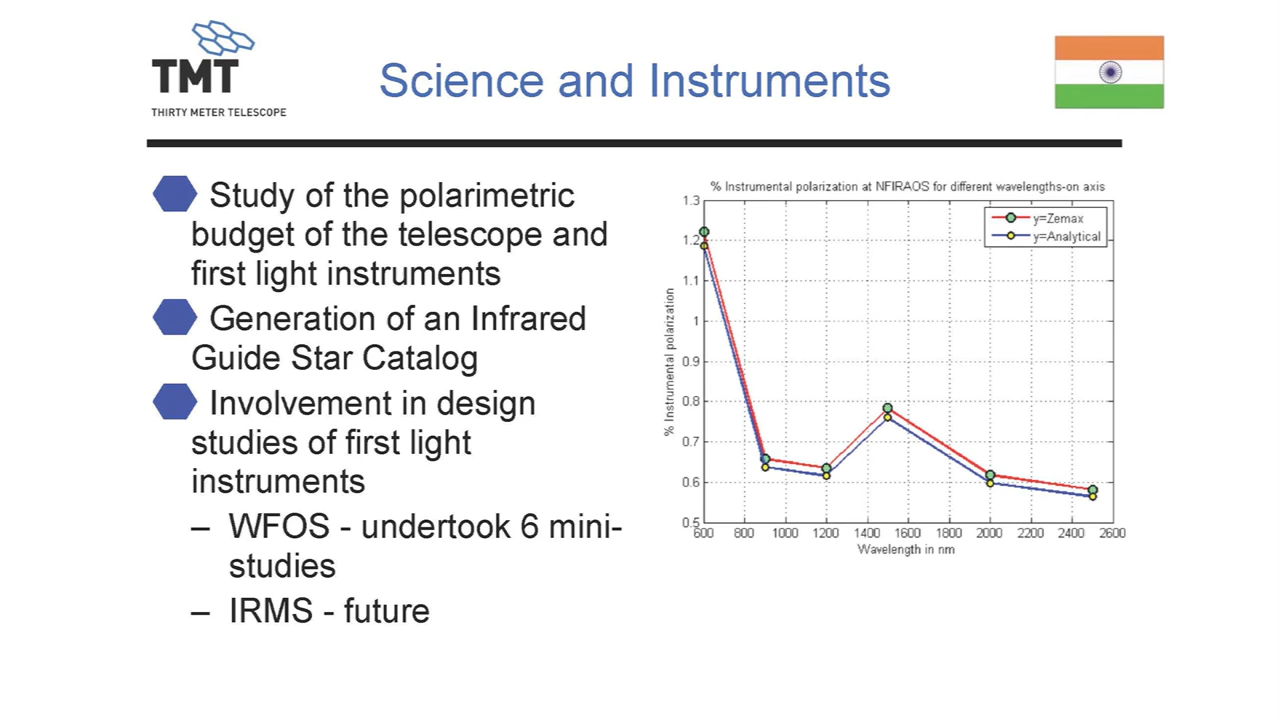 TMT
THIRTY METER TELESCOPE
Science and Instruments
Study of the polarimetric
budget of the telescope and
first light instruments
Generation of an Infrared
Guide Star Catalog
Involvement in design
studies of first light
instruments
– WFOS - undertook 6 mini-
studies
– IRMS - future
% Instrumental polarization at NFIRAOS for different wavelengths-on axis
y=Zemax
y=Analytical
% Instrumental polarization
1.3
1.2
1.1
1
0.9
0.8
0.7
0.6
0.5
600 800 1000 1200 1400 1600 1800 2000 2200 2400 2600
Wavelength in nm